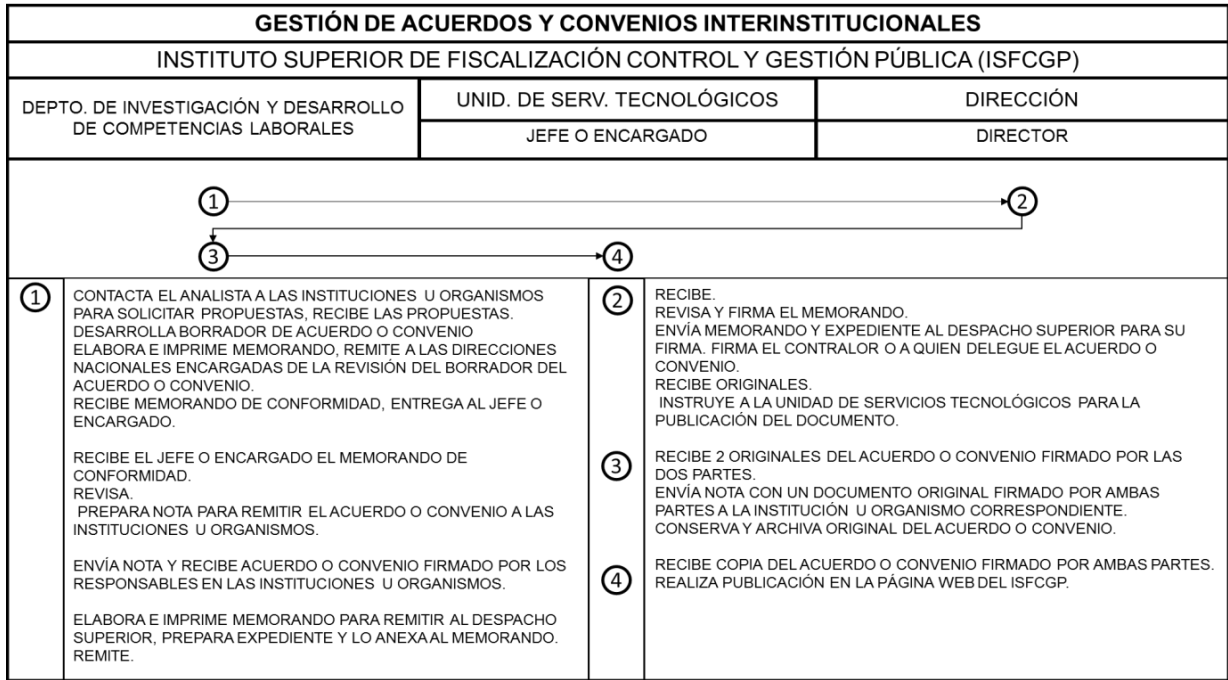 GESTIÓN DE ACUERDOS Y CONVENIOS INTERINSTITUCIONALES
INSTITUTO SUPERIOR DE FISCALIZACIÓN CONTROL Y GESTIÓN PÚBLICA (ISFCGP)
DEPTO. DE INVESTIGACIÓN Y DESARROLLO
DE COMPETENCIAS LABORALES
UNID. DE SERV. TECNOLÓGICOS
JEFE O ENCARGADO
DIRECCIÓN
DIRECTOR
1
2
3
4
1
CONTACTA EL ANALISTA A LAS INSTITUCIONES U ORGANISMOS
PARA SOLICITAR PROPUESTAS, RECIBE LAS PROPUESTAS.
DESARROLLA BORRADOR DE ACUERDO O CONVENIO
ELABORA E IMPRIME MEMORANDO, REMITE A LAS DIRECCIONES
NACIONALES ENCARGADAS DE LA REVISIÓN DEL BORRADOR DEL
ACUERDO O CONVENIO.
RECIBE MEMORANDO DE CONFORMIDAD, ENTREGA AL JEFE O
ENCARGADO.
RECIBE EL JEFE O ENCARGADO EL MEMORANDO DE
CONFORMIDAD.
REVISA.
PREPARA NOTA PARA REMITIR EL ACUERDO O CONVENIO A LAS
INSTITUCIONES U ORGANISMOS.
ENVÍA NOTA Y RECIBE ACUERDO O CONVENIO FIRMADO POR LOS
RESPONSABLES EN LAS INSTITUCIONES U ORGANISMOS.
ELABORA E IMPRIME MEMORANDO PARA REMITIR AL DESPACHO
SUPERIOR, PREPARA EXPEDIENTE Y LO ANEXA AL MEMORANDO.
REMITE.
2
RECIBE.
REVISA Y FIRMA EL MEMORANDO.
ENVÍA MEMORANDO Y EXPEDIENTE AL DESPACHO SUPERIOR PARA SU
FIRMA. FIRMA EL CONTRALOR O A QUIEN DELEGUE EL ACUERDO O
CONVENIO.
RECIBE ORIGINALES.
INSTRUYE A LA UNIDAD DE SERVICIOS TECNOLÓGICOS PARA LA
PUBLICACIÓN DEL DOCUMENTO.
3
RECIBE 2 ORIGINALES DEL ACUERDO O CONVENIO FIRMADO POR LAS
DOS PARTES.
ENVÍA NOTA CON UN DOCUMENTO ORIGINAL FIRMADO POR AMBAS
PARTES A LA INSTITUCIÓN U ORGANISMO CORRESPONDIENTE.
CONSERVA Y ARCHIVA ORIGINAL DEL ACUERDO O CONVENIO.
4
RECIBE COPIA DEL ACUERDO O CONVENIO FIRMADO POR AMBAS PARTES.
REALIZA PUBLICACIÓN EN LA PÁGINA WEB DEL ISFCGP.